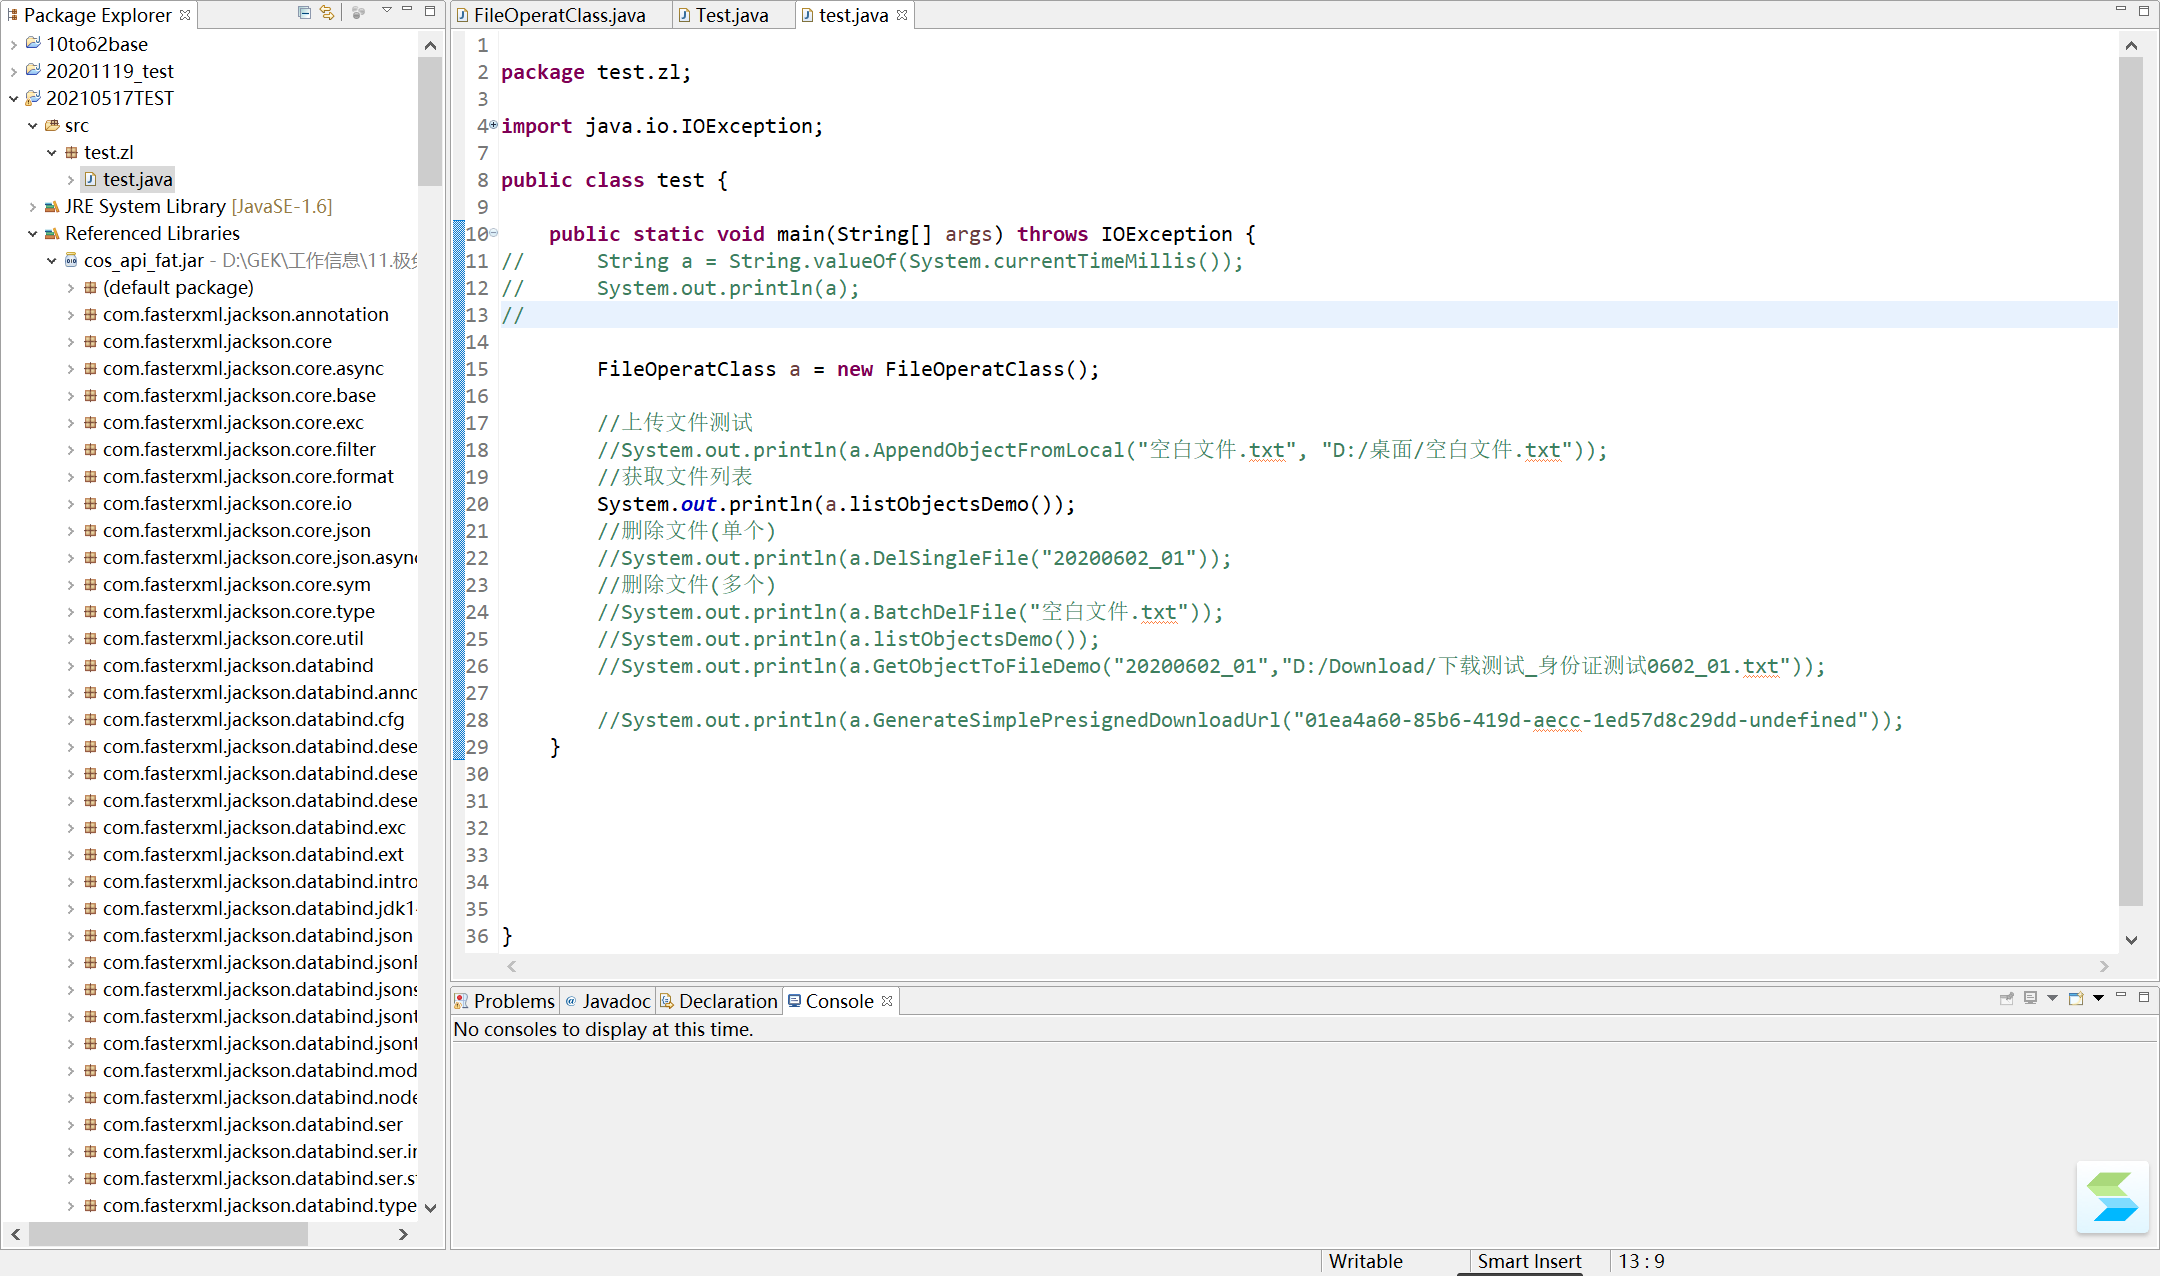 Package Explorer
FileOperatClass.java
Test.java
test.java
10to62base
20201119_test
20210517TEST
src
test.zl
test.java
JRE System Library [JavaSE-1.6]
Referenced Libraries
cos_api_fat.jar - D:\GEK\工作信息\11.极
(default package)
com.fasterxml.jackson.annotation
com.fasterxml.jackson.core
com.fasterxml.jackson.core.async
com.fasterxml.jackson.core.base
com.fasterxml.jackson.core.exc
com.fasterxml.jackson.core.filter
com.fasterxml.jackson.core.format
com.fasterxml.jackson.core.io
com.fasterxml.jackson.core.json
com.fasterxml.jackson.core.json.async
com.fasterxml.jackson.core.sym
com.fasterxml.jackson.core.type
com.fasterxml.jackson.core.util
com.fasterxml.jackson.databind
com.fasterxml.jackson.databind.anno
com.fasterxml.jackson.databind.cfg
com.fasterxml.jackson.databind.dese
com.fasterxml.jackson.databind.dese
com.fasterxml.jackson.databind.dese
com.fasterxml.jackson.databind.exc
com.fasterxml.jackson.databind.ext
com.fasterxml.jackson.databind.intro
com.fasterxml.jackson.databind.jdk1
com.fasterxml.jackson.databind.json
com.fasterxml.jackson.databind.jsonF
com.fasterxml.jackson.databind.jsons
com.fasterxml.jackson.databind.jsont
com.fasterxml.jackson.databind.jsont
com.fasterxml.jackson.databind.mod
com.fasterxml.jackson.databind.node
com.fasterxml.jackson.databind.ser
com.fasterxml.jackson.databind.ser.ir
com.fasterxml.jackson.databind.ser.s
com.fasterxml.jackson.databind.type
1
2 package test.zl;
3
4 import java.io.IOException;
7
8 public class test {
9
10 public static void main(String[] args) throws IOException {
11 // String a = String.valueOf(System.currentTimeMillis());
12 // System.out.println(a);
13 //
14
15 FileOperatClass a = new FileOperatClass();
16
17 //上传文件测试
18 //System.out.println(a.AppendObjectFromLocal("空白文件.txt", "D:/桌面/空白文件.txt"));
19 //获取文件列表
20 System.out.println(a.listObjectsDemo());
21 //删除文件(单个)
22 //System.out.println(a.DelSingleFile("20200602_01"));
23 //删除文件(多个)
24 //System.out.println(a.BatchDelFile("空白文件.txt"));
25 //System.out.println(a.listObjectsDemo());
26 //System.out.println(a.GetObjectToFileDemo("20200602_01","D:/Download/下载测试_身份证测试0602_01.txt"));
27
28 //System.out.println(a.GenerateSimplePresignedDownloadUrl("01ea4a60-85b6-419d-aecc-1ed57d8c29dd-undefined"));
29 }
30
31
32
33
34
35
36 }
Problems
Javadoc
Declaration
Console
No consoles to display at this time.
Writable
Smart Insert
13 : 9